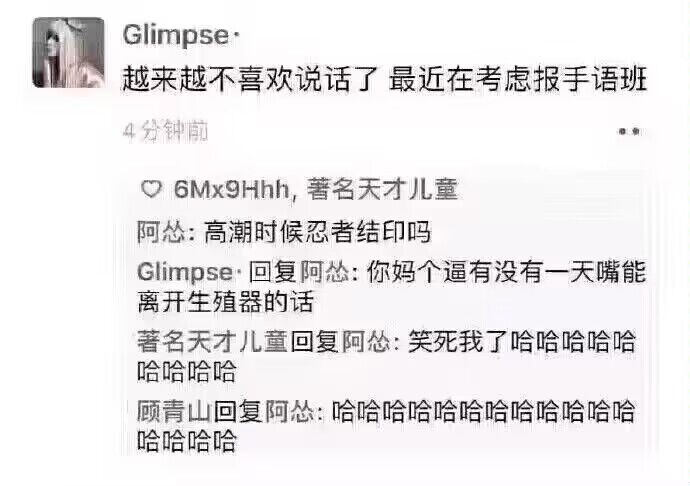 Glimpse·
越来越不喜欢说话了 最近在考虑报手语班
4分钟前
6Mx9Hhh, 著名天才儿童
阿怂: 高潮时候忍者结印吗
Glimpse· 回复阿怂: 你妈个逼有没有一天嘴能
离开生殖器的话
著名天才儿童回复阿怂: 笑死我了哈哈哈哈哈
哈哈哈哈
顾青山回复阿怂: 哈哈哈哈哈哈哈哈哈哈哈哈
哈哈哈哈